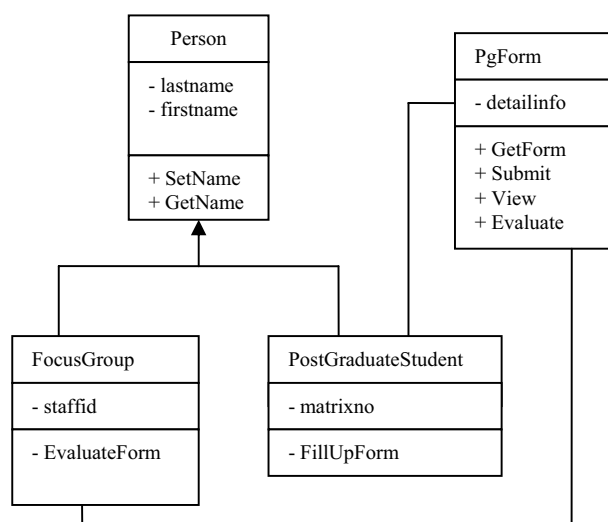 Person
- lastname
- firstname
+ SetName
+ GetName
PgForm
- detailinfo
+ GetForm
+ Submit
+ View
+ Evaluate
FocusGroup
- staffid
- EvaluateForm
PostGraduateStudent
- matrixno
- FillUpForm